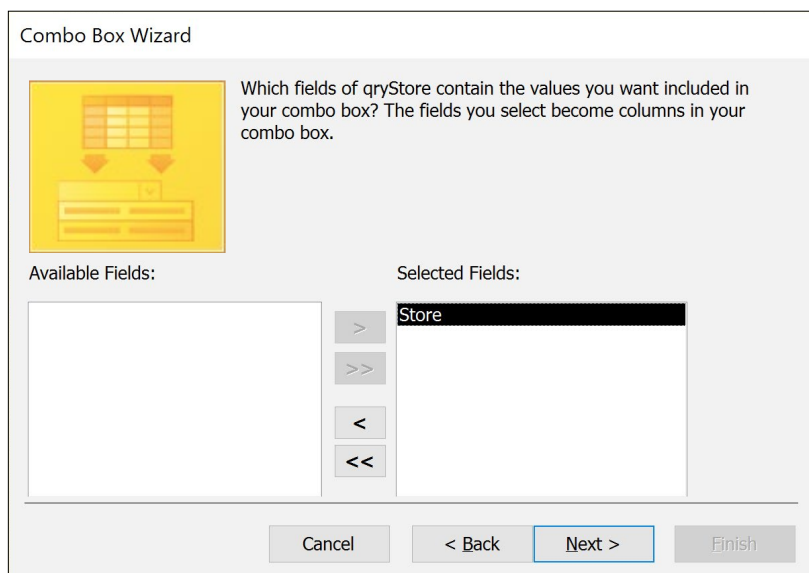 Combo Box Wizard
Which fields of qryStore contain the values you want included in
your combo box? The fields you select become columns in your
combo box.
Available Fields:
Selected Fields:
Store
>
>>
<
<<
Cancel
< Back
Next >
Finish